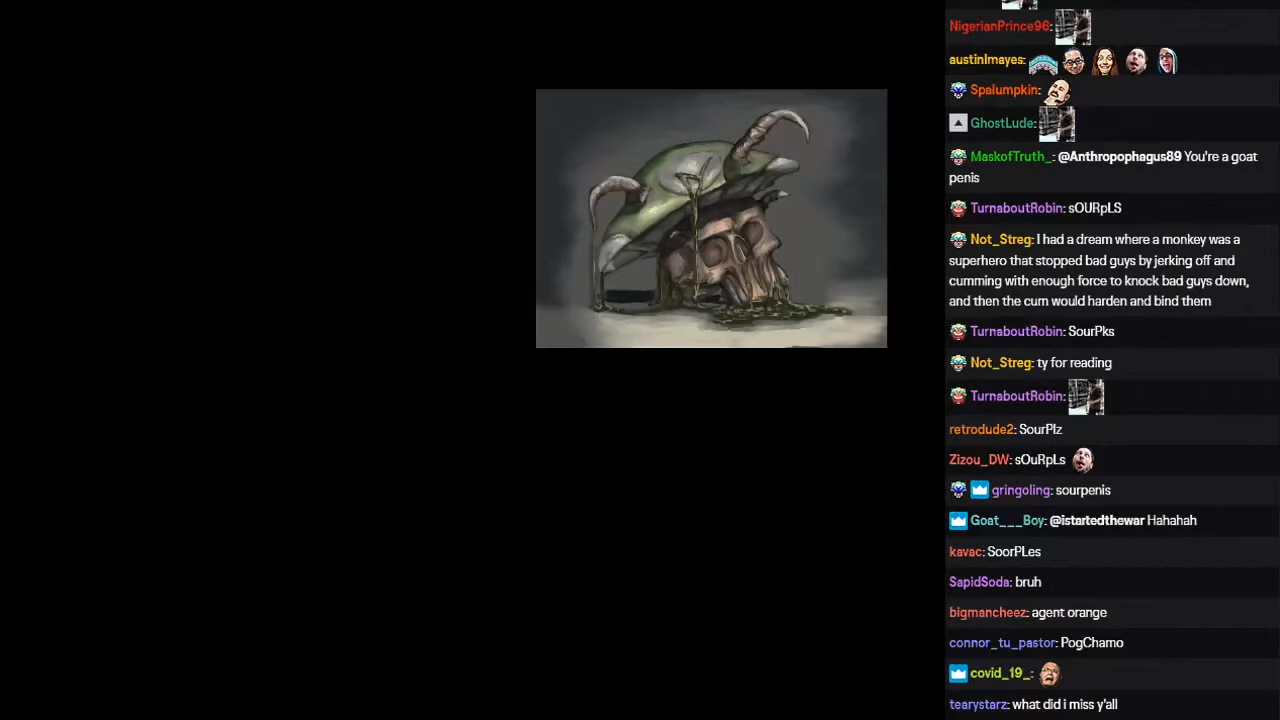 NigerianPrince96:
austinlmayes:
Spalumpkin:
GhostLude:
MaskofTruth_: @Anthropophagus89 You're a goat
penis
TurnaboutRobin: sOURpLS
Not_Streg: I had a dream where a monkey was a
superhero that stopped bad guys by jerking off and
cumming with enough force to knock bad guys down,
and then the cum would harden and bind them
TurnaboutRobin: SourPks
Not_Streg: ty for reading
TurnaboutRobin:
retrodude2: SourPlz
Zizou_DW: sOuRpLs
gringoling: sourpenis
Goat___Boy: @istartedthewar Hahahah
kavac: SoorPLes
SapidSoda: bruh
bigmancheez: agent orange
connor_tu_pastor: PogChamo
covid_19_:
tearystarz: what did i miss y'all